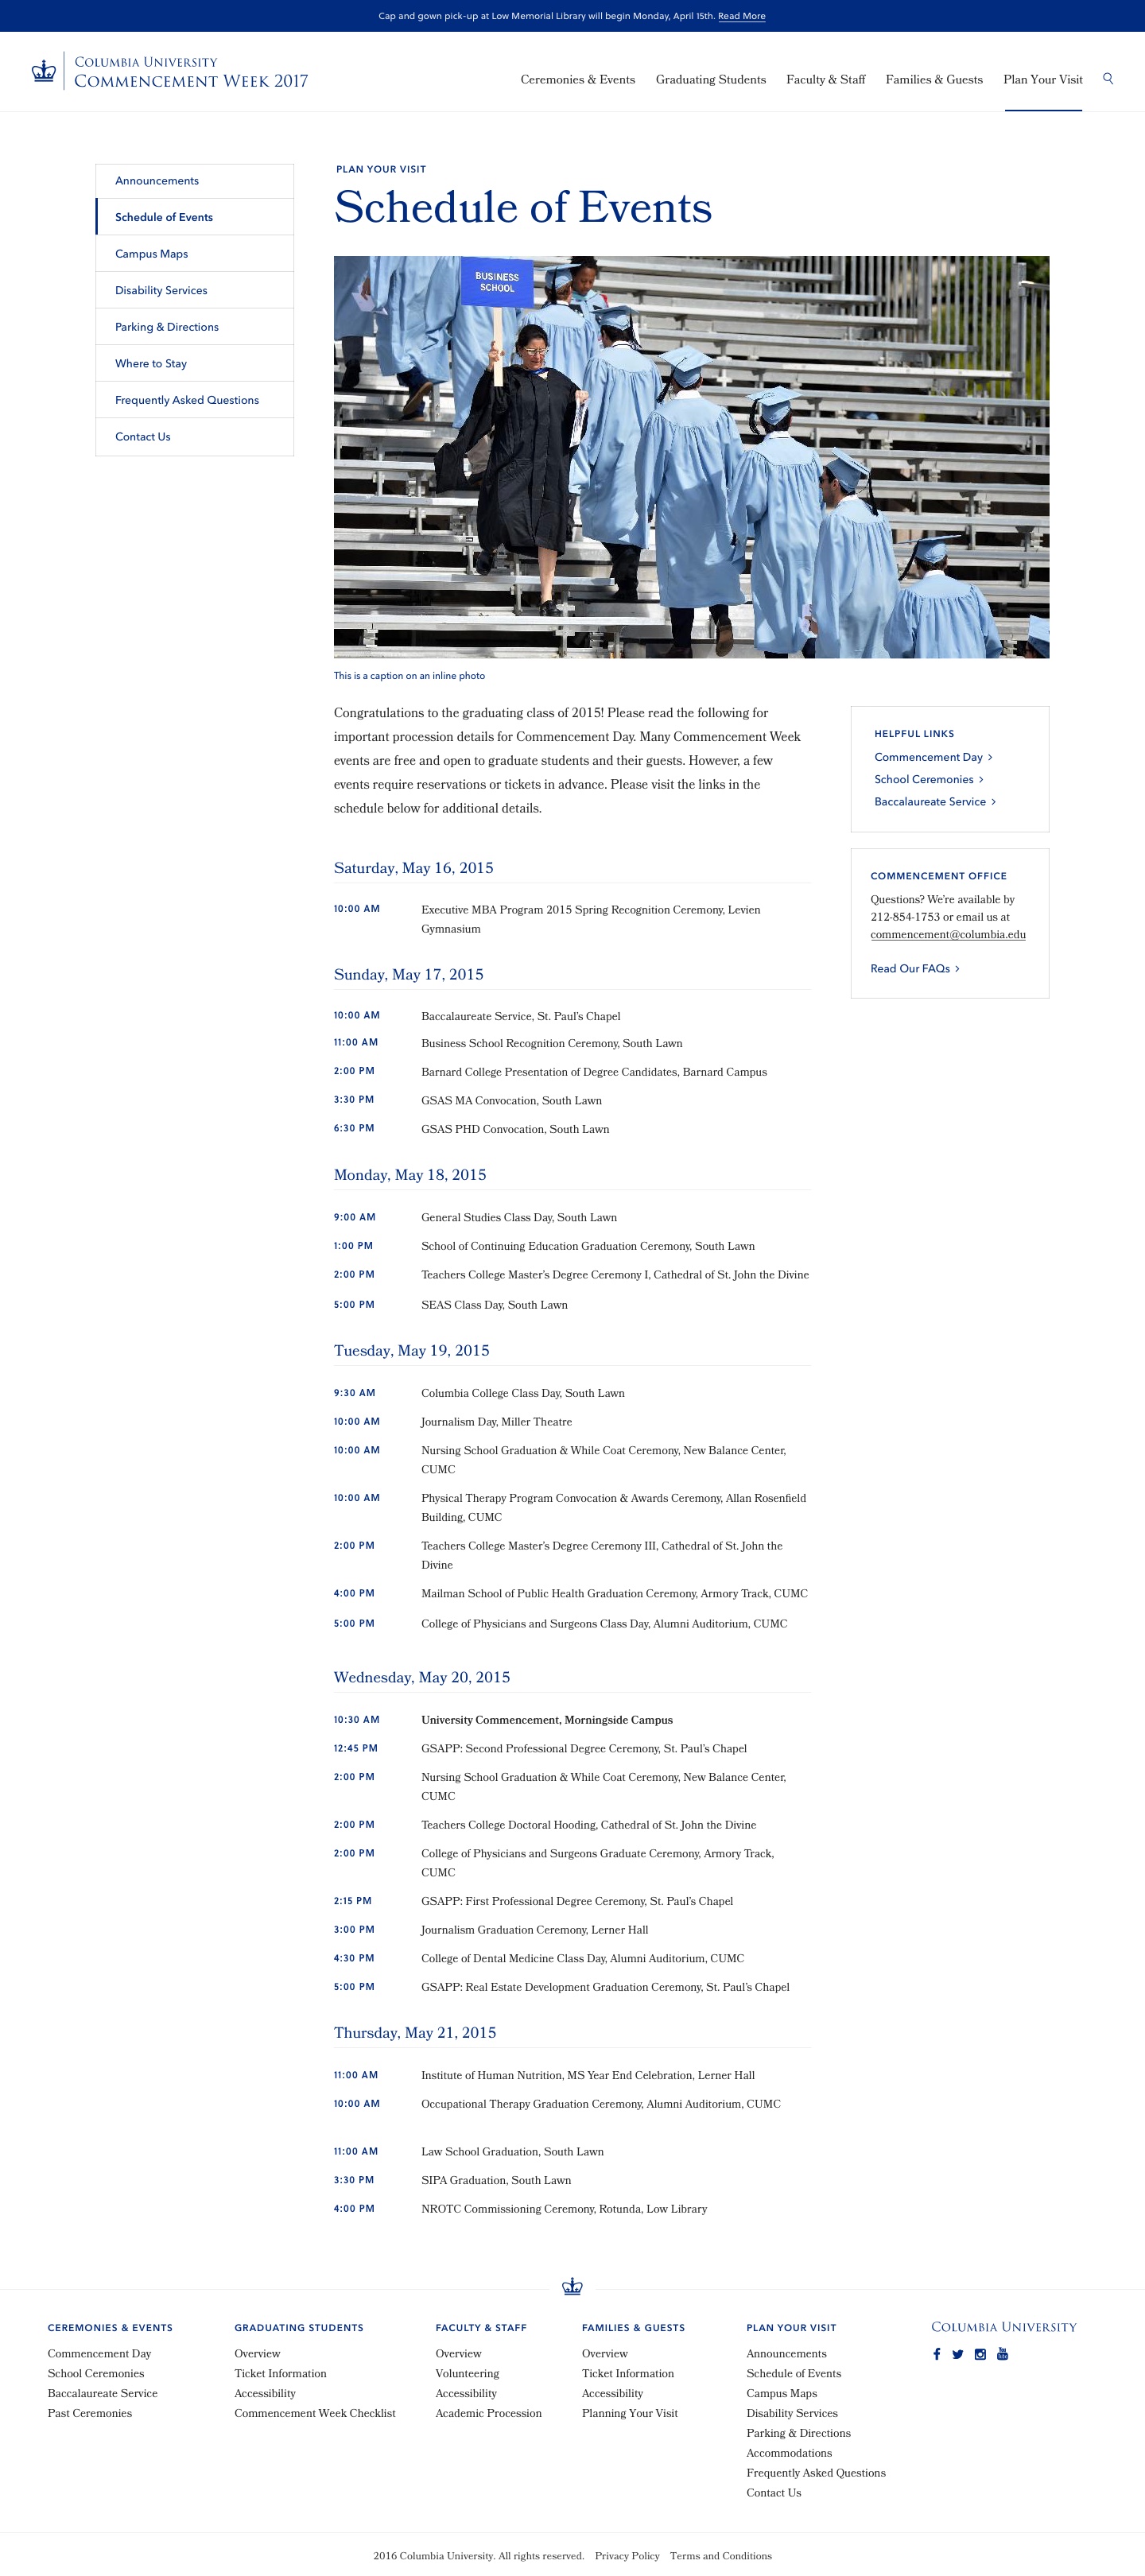 Cap and gown pick-up at Low Memorial Library will begin Monday, April 15th. Read More
Columbia University
Commencement Week 2017
Ceremonies & Events Graduating Students Faculty & Staff Families & Guests Plan Your Visit
Announcements
Schedule of Events
Campus Maps
Disability Services
Parking & Directions
Where to Stay
Frequently Asked Questions
Contact Us
PLAN YOUR VISIT
Schedule of Events
BUSINESS
SCHOOL
This is a caption on an inline photo
Congratulations to the graduating class of 2015! Please read the following for
important procession details for Commencement Day. Many Commencement Week
events are free and open to graduate students and their guests. However, a few
events require reservations or tickets in advance. Please visit the links in the
schedule below for additional details.
HELPFUL LINKS
Commencement Day >
School Ceremonies >
Baccalaureate Service >
COMMENCEMENT OFFICE
Questions? We're available by
212-854-1753 or email us at
commencement@columbia.edu
Read Our FAQs >
Saturday, May 16, 2015
10:00 AM Executive MBA Program 2015 Spring Recognition Ceremony, Levien
Gymnasium
Sunday, May 17, 2015
10:00 AM Baccalaureate Service, St. Paul's Chapel
11:00 AM Business School Recognition Ceremony, South Lawn
2:00 PM Barnard College Presentation of Degree Candidates, Barnard Campus
3:30 PM GSAS MA Convocation, South Lawn
6:30 PM GSAS PHD Convocation, South Lawn
Monday, May 18, 2015
9:00 AM General Studies Class Day, South Lawn
1:00 PM School of Continuing Education Graduation Ceremony, South Lawn
2:00 PM Teachers College Master's Degree Ceremony I, Cathedral of St. John the Divine
5:00 PM SEAS Class Day, South Lawn
Tuesday, May 19, 2015
9:30 AM Columbia College Class Day, South Lawn
10:00 AM Journalism Day, Miller Theatre
10:00 AM Nursing School Graduation & While Coat Ceremony, New Balance Center,
CUMC
10:00 AM Physical Therapy Program Convocation & Awards Ceremony, Allan Rosenfield
Building, CUMC
2:00 PM Teachers College Master's Degree Ceremony III, Cathedral of St. John the
Divine
4:00 PM Mailman School of Public Health Graduation Ceremony, Armory Track, CUMC
5:00 PM College of Physicians and Surgeons Class Day, Alumni Auditorium, CUMC
Wednesday, May 20, 2015
10:30 AM University Commencement, Morningside Campus
12:45 PM GSAPP: Second Professional Degree Ceremony, St. Paul's Chapel
2:00 PM Nursing School Graduation & While Coat Ceremony, New Balance Center,
CUMC
2:00 PM Teachers College Doctoral Hooding, Cathedral of St. John the Divine
2:00 PM College of Physicians and Surgeons Graduate Ceremony, Armory Track,
CUMC
2:15 PM GSAPP: First Professional Degree Ceremony, St. Paul's Chapel
3:00 PM Journalism Graduation Ceremony, Lerner Hall
4:30 PM College of Dental Medicine Class Day, Alumni Auditorium, CUMC
5:00 PM GSAPP: Real Estate Development Graduation Ceremony, St. Paul's Chapel
Thursday, May 21, 2015
11:00 AM Institute of Human Nutrition, MS Year End Celebration, Lerner Hall
10:00 AM Occupational Therapy Graduation Ceremony, Alumni Auditorium, CUMC
11:00 AM Law School Graduation, South Lawn
3:30 PM SIPA Graduation, South Lawn
4:00 PM NROTC Commissioning Ceremony, Rotunda, Low Library
CEREMONIES & EVENTS
Commencement Day
School Ceremonies
Baccalaureate Service
Past Ceremonies
GRADUATING STUDENTS
Overview
Ticket Information
Accessibility
Commencement Week Checklist
FACULTY & STAFF
Overview
Volunteering
Accessibility
Academic Procession
FAMILIES & GUESTS
Overview
Ticket Information
Accessibility
Planning Your Visit
PLAN YOUR VISIT
Announcements
Schedule of Events
Campus Maps
Disability Services
Parking & Directions
Accommodations
Frequently Asked Questions
Contact Us
Columbia University
2016 Columbia University. All rights reserved. Privacy Policy Terms and Conditions